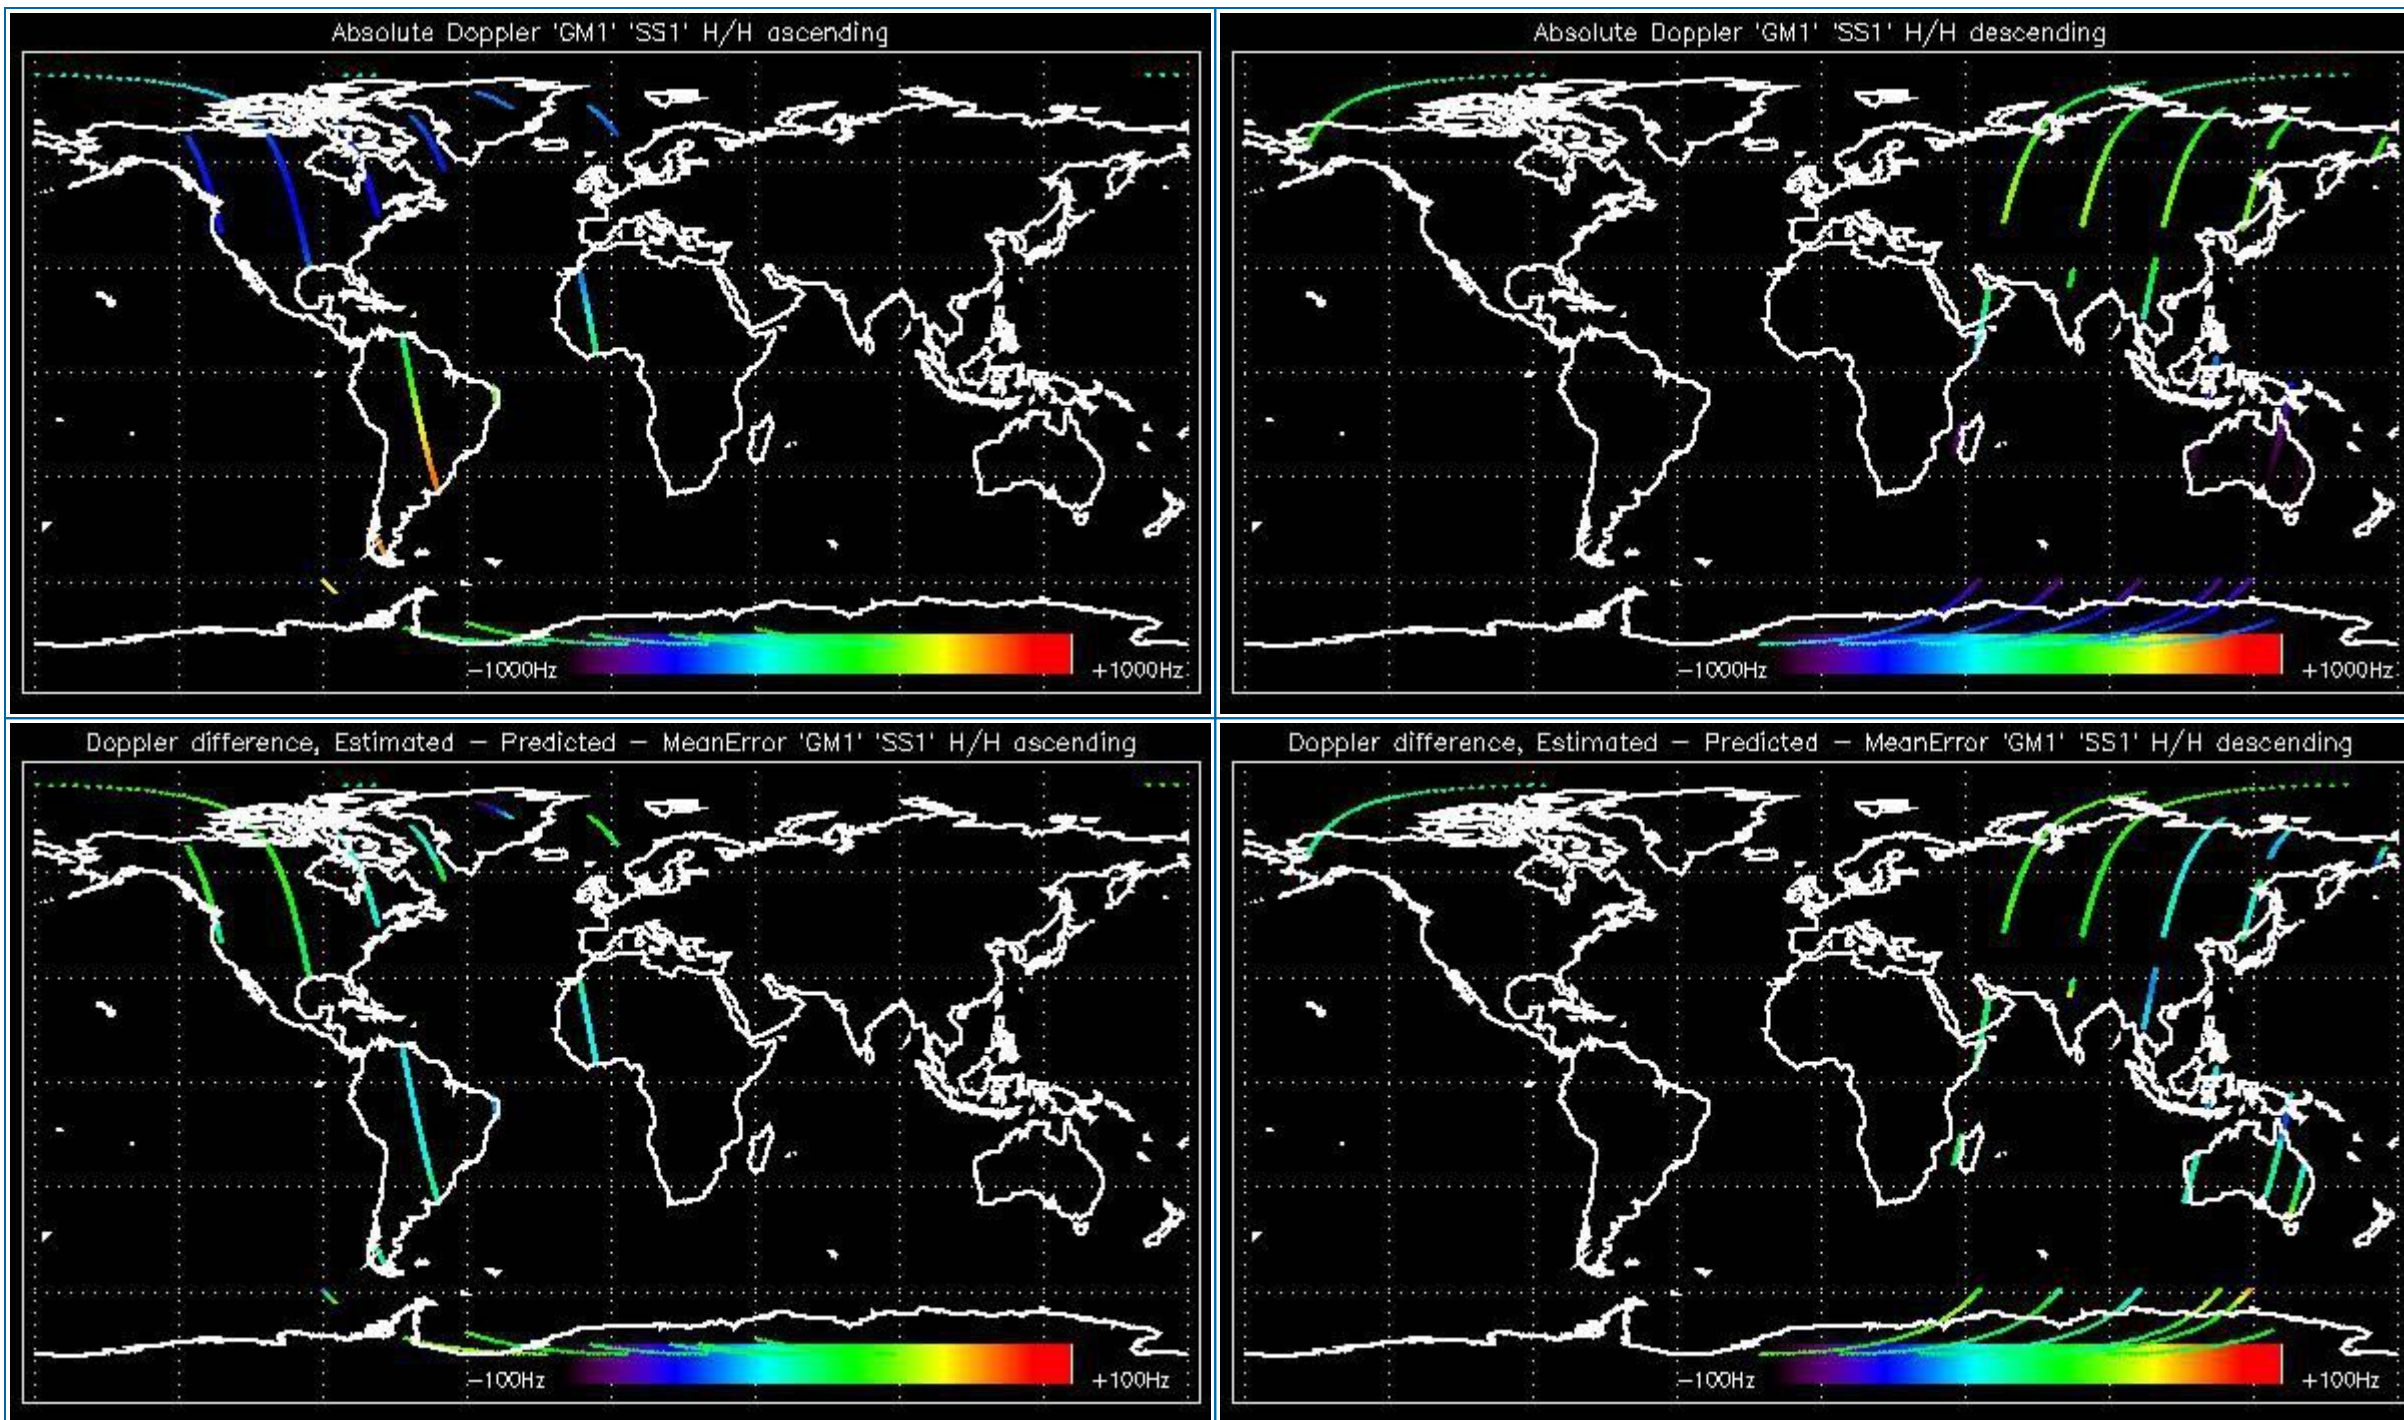 Absolute Doppler 'GM1' 'SS1' H/H ascending
−1000Hz
+1000Hz
Absolute Doppler 'GM1' 'SS1' H/H descending
−1000Hz
+1000Hz
Doppler difference, Estimated − Predicted − MeanError 'GM1' 'SS1' H/H ascending
−100Hz
+100Hz
Doppler difference, Estimated − Predicted − MeanError 'GM1' 'SS1' H/H descending
−100Hz
+100Hz